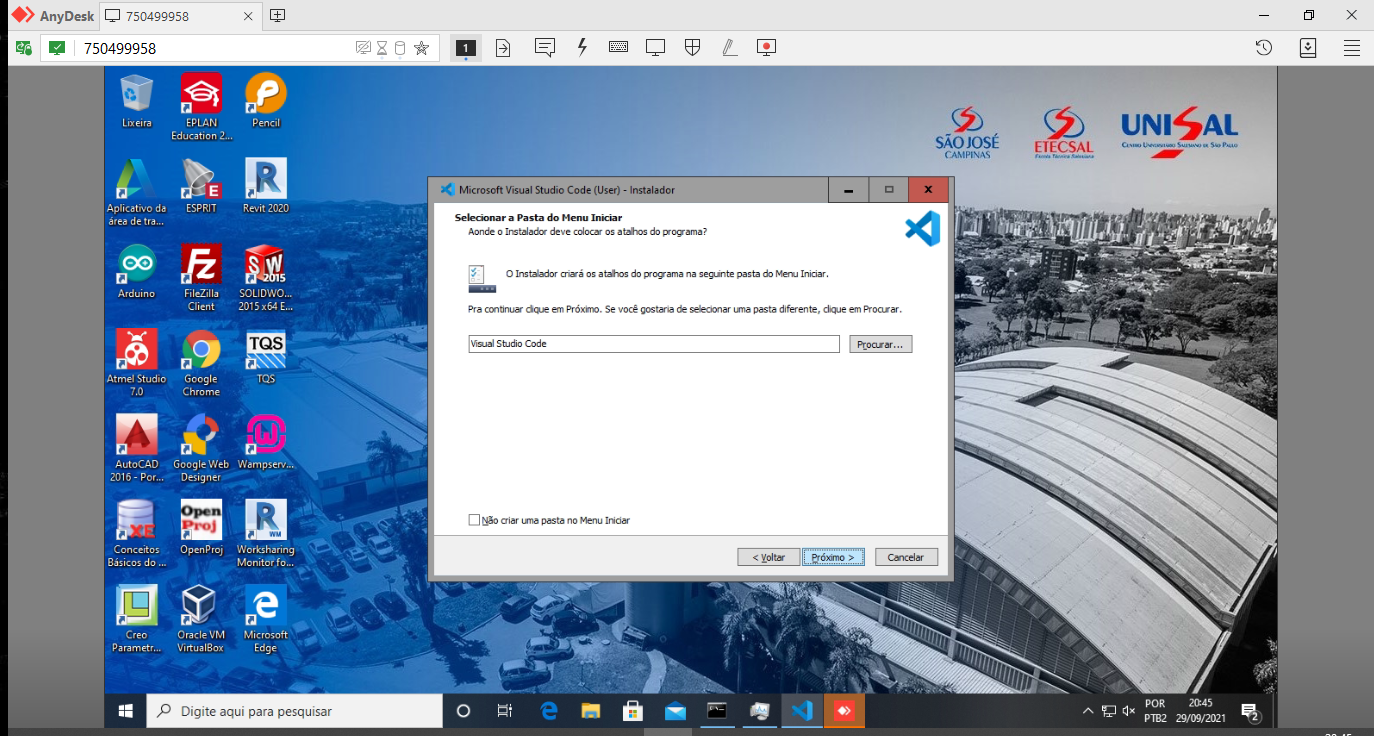 AnyDesk
750499958
750499958
1
Lixeira
EPLAN
Education 2...
Pencil
SÃO JOSÉ
CAMPINAS
ETECSAL
Escola Técnica Salesiana
UNISAL
Centro Universitário Salesiano de São Paulo
Aplicativo da
área de tra...
ESPRIT
Revit 2020
Arduino
FileZilla
Client
SOLIDWO...
2015 x64 E...
Atmel Studio
7.0
Google
Chrome
TQS
TQS
AutoCAD
2016 - Por...
Google Web
Designer
Wampserv...
Conceitos
Básicos do ...
Open
Proj
OpenProj
Worksharing
Monitor fo...
Creo
Parametr...
Oracle VM
VirtualBox
Microsoft
Edge
Microsoft Visual Studio Code (User) - Instalador
Selecionar a Pasta do Menu Iniciar
Aonde o Instalador deve colocar os atalhos do programa?
O Instalador criará os atalhos do programa na seguinte pasta do Menu Iniciar.
Pra continuar clique em Próximo. Se você gostaria de selecionar uma pasta diferente, clique em Procurar.
Visual Studio Code
Procurar...
Não criar uma pasta no Menu Iniciar
< Voltar
Próximo >
Cancelar
Digite aqui para pesquisar
POR
PTB2
20:45
29/09/2021
2